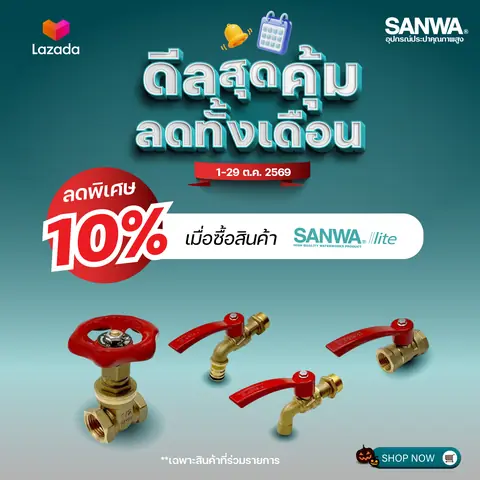 Lazada
SANWA®
อุปกรณ์ประปาคุณภาพสูง
ดีลสุดคุ้ม
ลดทั้งเดือน
1-29 ต.ค. 2569
ลดพิเศษ
10%
เมื่อซื้อสินค้า
SANWA® lite
HIGH QUALITY WATERWORKS PRODUCT
**เฉพาะสินค้าที่ร่วมรายการ
SHOP NOW